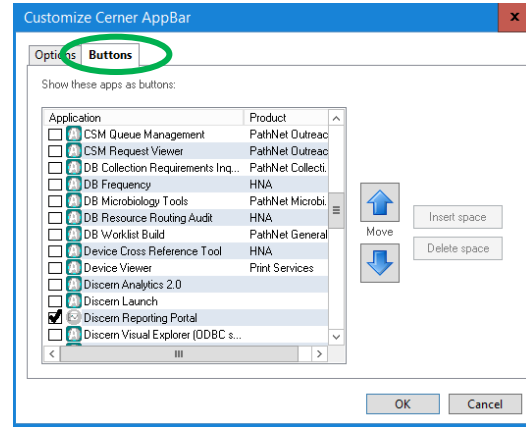 Customize Cerner AppBar
x
Options Buttons
Show these apps as buttons:
Application Product
CSM Queue Management PathNet Outreac
CSM Request Viewer PathNet Outreac
DB Collection Requirements Inq... PathNet Collecti.
DB Frequency HNA
DB Microbiology Tools PathNet Microbi.
DB Resource Routing Audit HNA
DB Worklist Build PathNet General
Device Cross Reference Tool HNA
Device Viewer Print Services
Discern Analytics 2.0
Discern Launch
Discern Reporting Portal
Discern Visual Explorer (ODBC s...
Move
Insert space
Delete space
OK Cancel